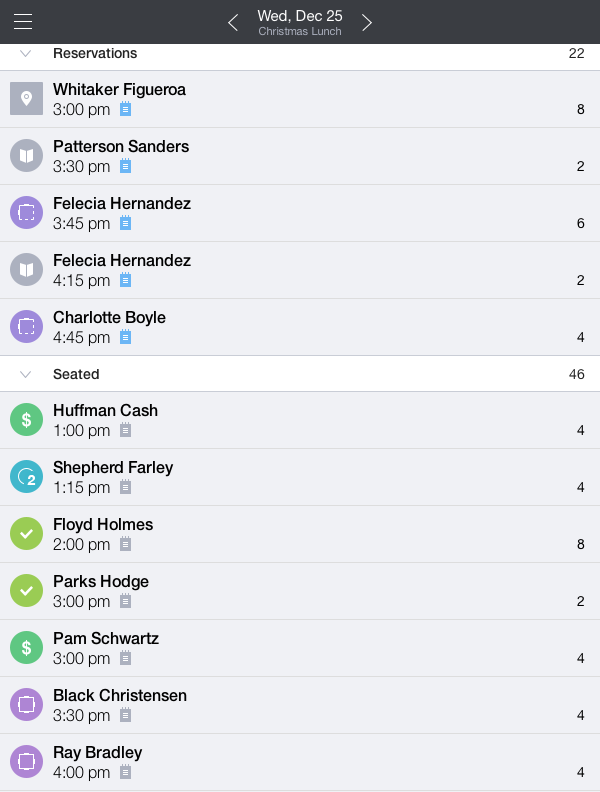 Wed, Dec 25
Christmas Lunch
Reservations 22
Whitaker Figueroa
3:00 pm 8
Patterson Sanders
3:30 pm 2
Felecia Hernandez
3:45 pm 6
Felecia Hernandez
4:15 pm 2
Charlotte Boyle
4:45 pm 4
Seated 46
$
Huffman Cash
1:00 pm 4
2
Shepherd Farley
1:15 pm 4
Floyd Holmes
2:00 pm 8
Parks Hodge
3:00 pm 2
$
Pam Schwartz
3:00 pm 4
Black Christensen
3:30 pm 4
Ray Bradley
4:00 pm 4